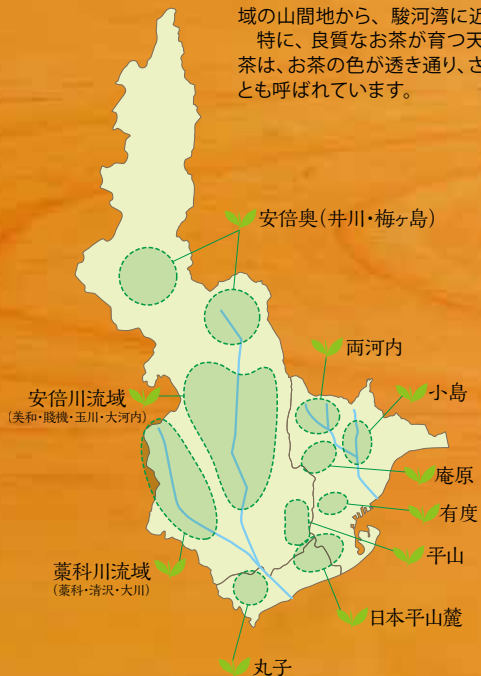 域の山間地から、駿河湾に近
特に、良質なお茶が育つ天
茶は、お茶の色が透き通り、さ
とも呼ばれています。
安倍奥(井川・梅ヶ島)
両河内
安倍川流域
(美和・賤機・玉川・大河内)
小島
庵原
有度
平山
藁科川流域
(藁科・清沢・大川)
日本平山麓
丸子